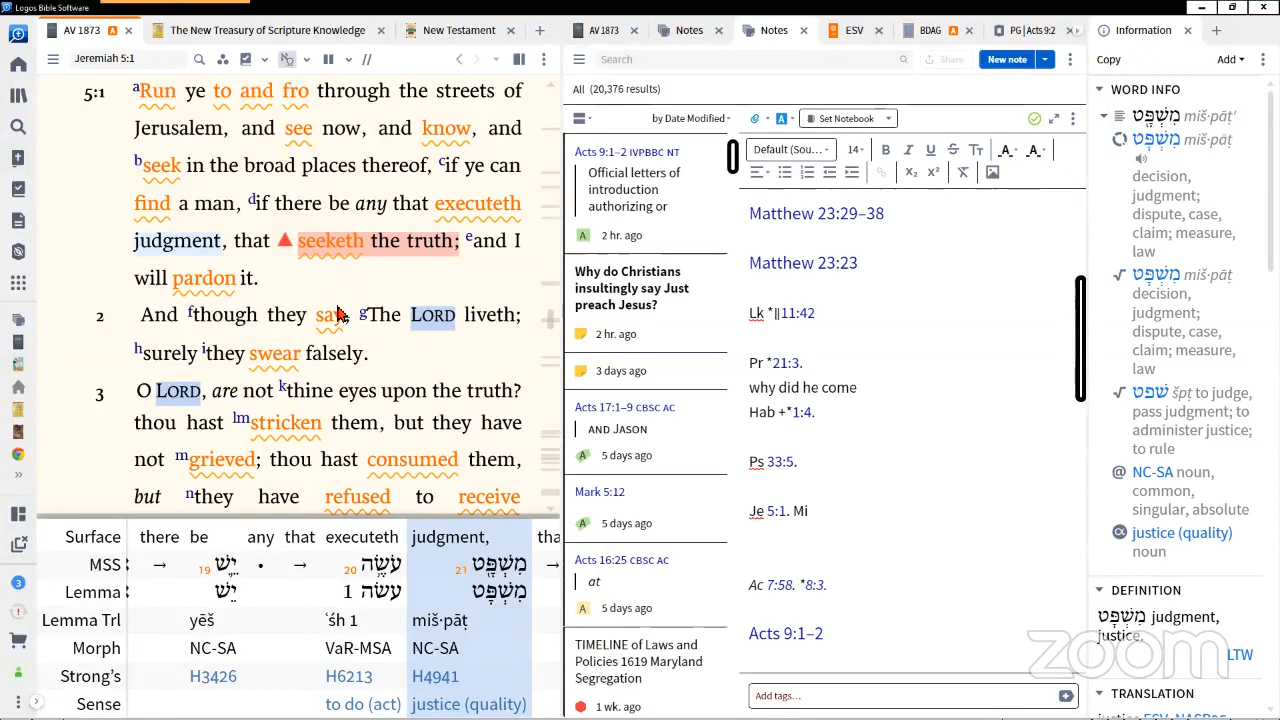 Logos Bible Software
AV 1873 A
The New Treasury of Scripture Knowledge
New Testament
Jeremiah 5:1
5:1 aRun ye to and fro through the streets of
Jerusalem, and see now, and know, and
bseek in the broad places thereof, cif ye can
find a man, dif there be any that executeth
judgment, that seeketh the truth; eand I
will pardon it.
2 And fthough they say, gThe LORD liveth;
hsurely ithey swear falsely.
3 O LORD, are not kthine eyes upon the truth?
thou hast lmstricken them, but they have
not mgrieved; thou hast consumed them,
but nthey have refused to receive
Surface there be any that executeth judgment, tha
MSS → 19 יֵ֤שׁ • → 20 עֹשֶׂ֥ה 21 מִשְׁפָּ֖ט →
Lemma יֵשׁ עשׂה 1 מִשְׁפָּט
Lemma Trl yēš ʿśh 1 miš·pāṭ
Morph NC-SA VaR-MSA NC-SA
Strong's H3426 H6213 H4941
Sense to do (act) justice (quality)
AV 1873
Notes
Notes
ESV
BDAG A
PG | Acts 9:2
Search
Share
New note
All (20,376 results)
by Date Modified
A
Set Notebook
Acts 9:1–2 IVPBBC NT
Official letters of
introduction
authorizing or
A 2 hr. ago
Why do Christians
insultingly say Just
preach Jesus?
2 hr. ago
3 days ago
Acts 17:1–9 CBSC AC
AND JASON
A 5 days ago
Mark 5:12
A 5 days ago
Acts 16:25 CBSC AC
at
A 5 days ago
TIMELINE of Laws and
Policies 1619 Maryland
Segregation
1 wk. ago
Default (Sou... 14 B I U S TT A A
X₂ X²
Matthew 23:29–38
Matthew 23:23
Lk *||11:42
Pr *21:3.
why did he come
Hab +*1:4.
Ps 33:5.
Je 5:1. Mi
Ac 7:58. *8:3.
Acts 9:1–2
Add tags...
Information
Copy
Add
WORD INFO
מִשְׁפָּ֖ט miš·pāṭ'
מִשְׁפָּט miš·pāṭ
decision,
judgment;
dispute, case,
claim; measure,
law
מִשְׁפָּט miš·pāṭ
decision,
judgment;
dispute, case,
claim; measure,
law
שׁפט špṭ to judge,
pass judgment; to
administer justice;
to rule
@ NC-SA noun,
common,
singular, absolute
justice (quality)
noun
DEFINITION
מִשְׁפָּט judgment,
justice,
LTW
TRANSLATION
justice ESV, NASB95
zoom
3